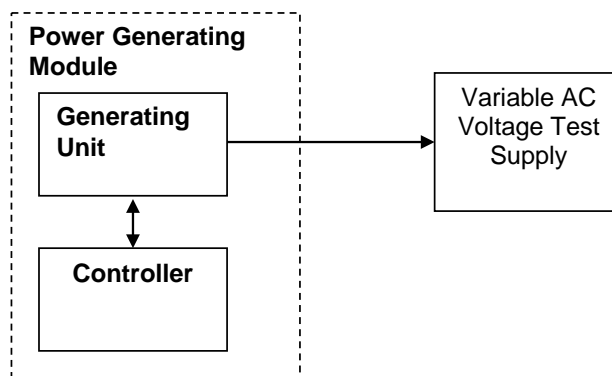 Power Generating
Module
Generating
Unit
Variable AC
Voltage Test
Supply
Controller